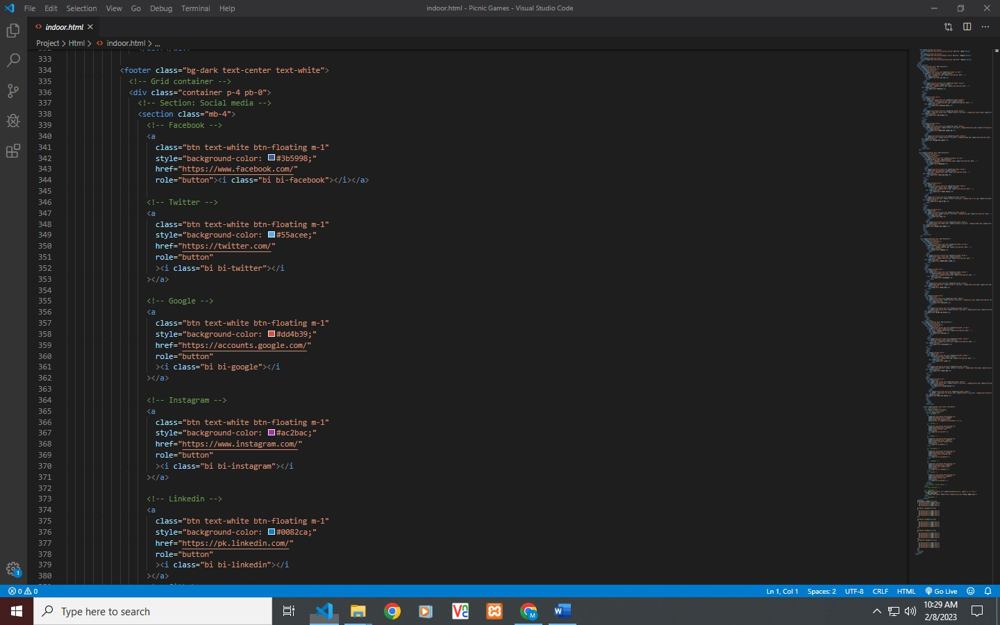 File Edit Selection View Go Debug Terminal Help
indoor.html - Picnic Games - Visual Studio Code
indoor.html
Project > Html > indoor.html > ...
333
334 <footer class="bg-dark text-center text-white">
335 <!-- Grid container -->
336 <div class="container p-4 pb-0">
337 <!-- Section: Social media -->
338 <section class="mb-4">
339 <!-- Facebook -->
340 <a
341 class="btn text-white btn-floating m-1"
342 style="background-color: #3b5998;"
343 href="https://www.facebook.com/"
344 role="button"><i class="bi bi-facebook"></i></a>
345
346 <!-- Twitter -->
347 <a
348 class="btn text-white btn-floating m-1"
349 style="background-color: #55acee;"
350 href="https://twitter.com/"
351 role="button"
352 ><i class="bi bi-twitter"></i
353 ></a>
354
355 <!-- Google -->
356 <a
357 class="btn text-white btn-floating m-1"
358 style="background-color: #dd4b39;"
359 href="https://accounts.google.com/"
360 role="button"
361 ><i class="bi bi-google"></i
362 ></a>
363
364 <!-- Instagram -->
365 <a
366 class="btn text-white btn-floating m-1"
367 style="background-color: #ac2bac;"
368 href="https://www.instagram.com/"
369 role="button"
370 ><i class="bi bi-instagram"></i
371 ></a>
372
373 <!-- Linkedin -->
374 <a
375 class="btn text-white btn-floating m-1"
376 style="background-color: #0082ca;"
377 href="https://pk.linkedin.com/"
378 role="button"
379 ><i class="bi bi-linkedin"></i
380 ></a>
1
0 0
Ln 1, Col 1 Spaces: 2 UTF-8 CRLF HTML Go Live
Type here to search
10:29 AM
2/8/2023